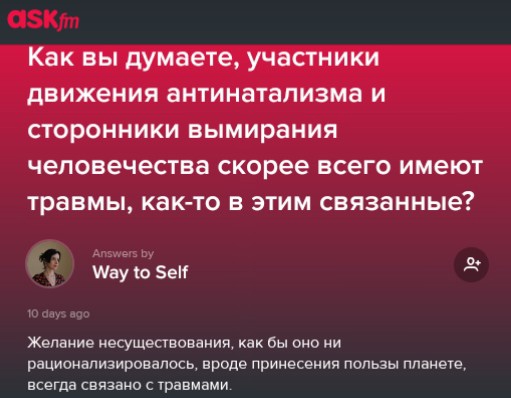 ASKfm
Как вы думаете, участники
движения антинатализма и
сторонники вымирания
человечества скорее всего имеют
травмы, как-то в этим связанные?
Answers by
Way to Self
10 days ago
Желание несуществования, как бы оно ни
рационализировалось, вроде принесения пользы планете,
всегда связано с травмами.